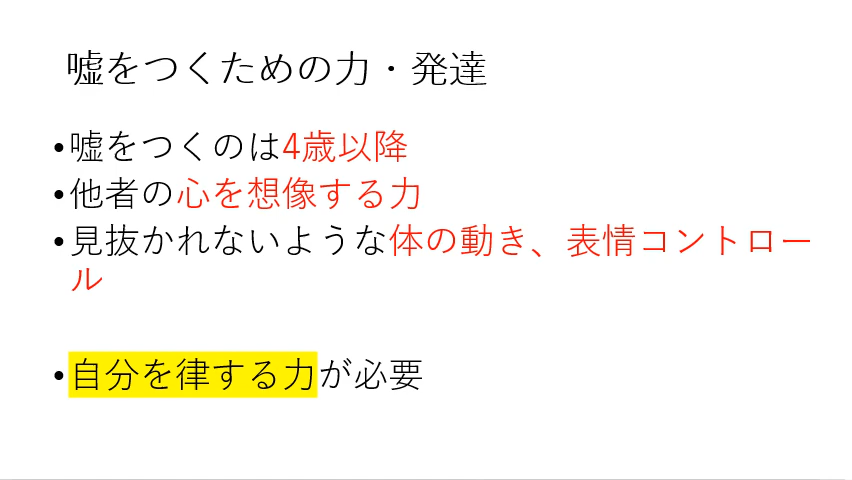 嘘をつくための力・発達
•嘘をつくのは4歳以降
•他者の心を想像する力
•見抜かれないような体の動き、表情コントロー
ル
•自分を律する力が必要